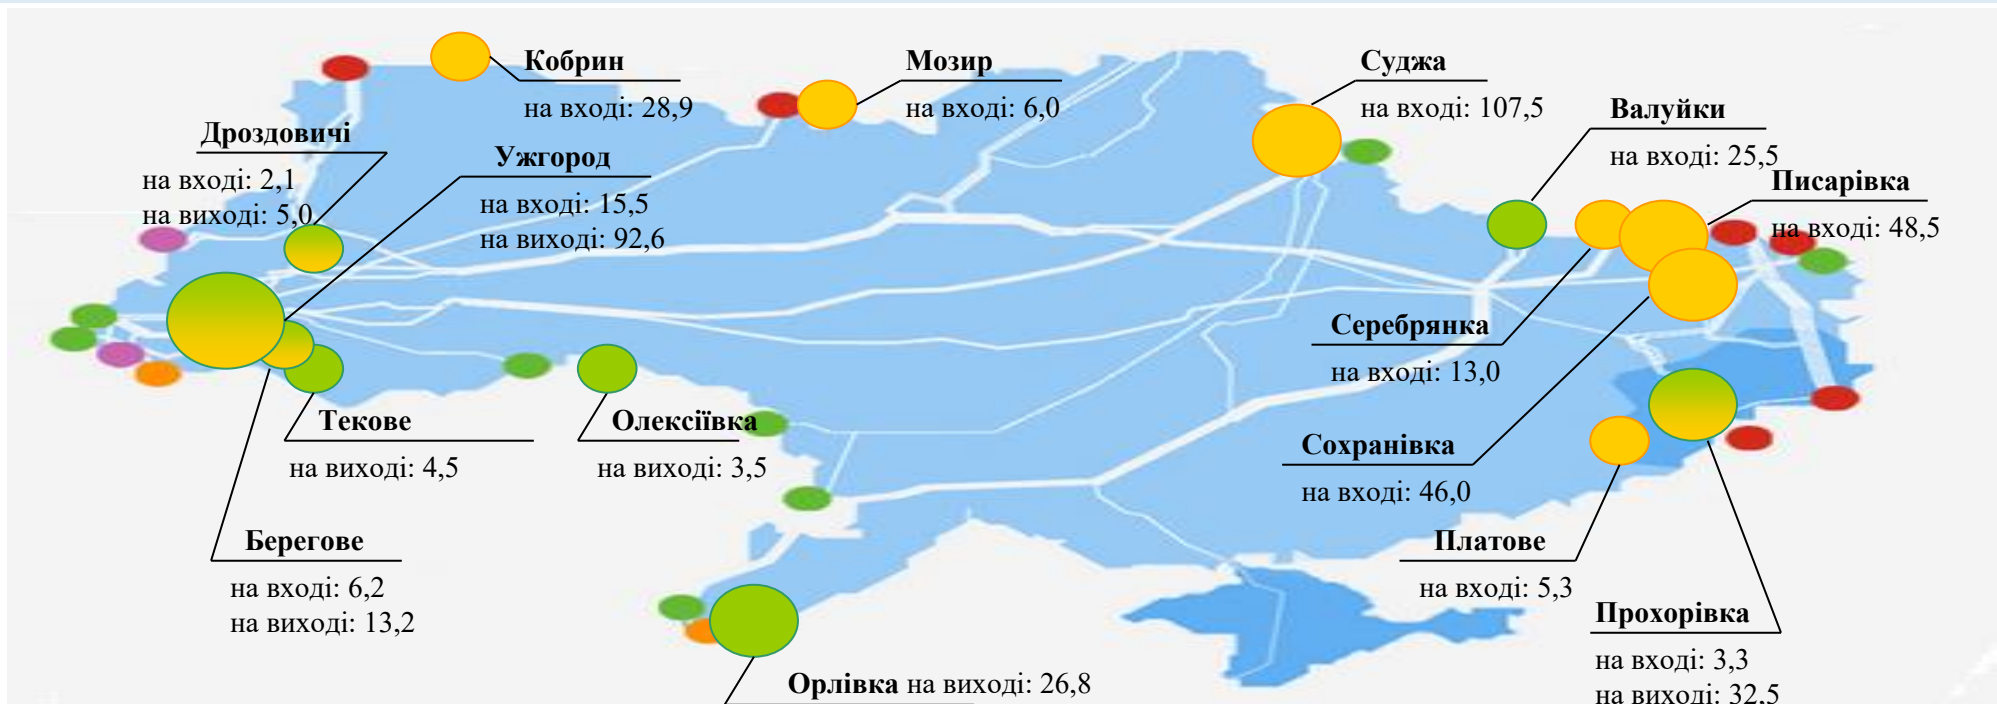 Кобрин
на вході: 28,9
Мозир
на вході: 6,0
Суджа
на вході: 107,5
Валуйки
на вході: 25,5
Дроздовичі
на вході: 2,1
на виході: 5,0
Ужгород
на вході: 15,5
на виході: 92,6
Писарівка
на вході: 48,5
Серебрянка
на вході: 13,0
Текове
на виході: 4,5
Олексіївка
на виході: 3,5
Сохранівка
на вході: 46,0
Берегове
на вході: 6,2
на виході: 13,2
Платове
на вході: 5,3
Прохорівка
на вході: 3,3
на виході: 32,5
Орлівка на виході: 26,8